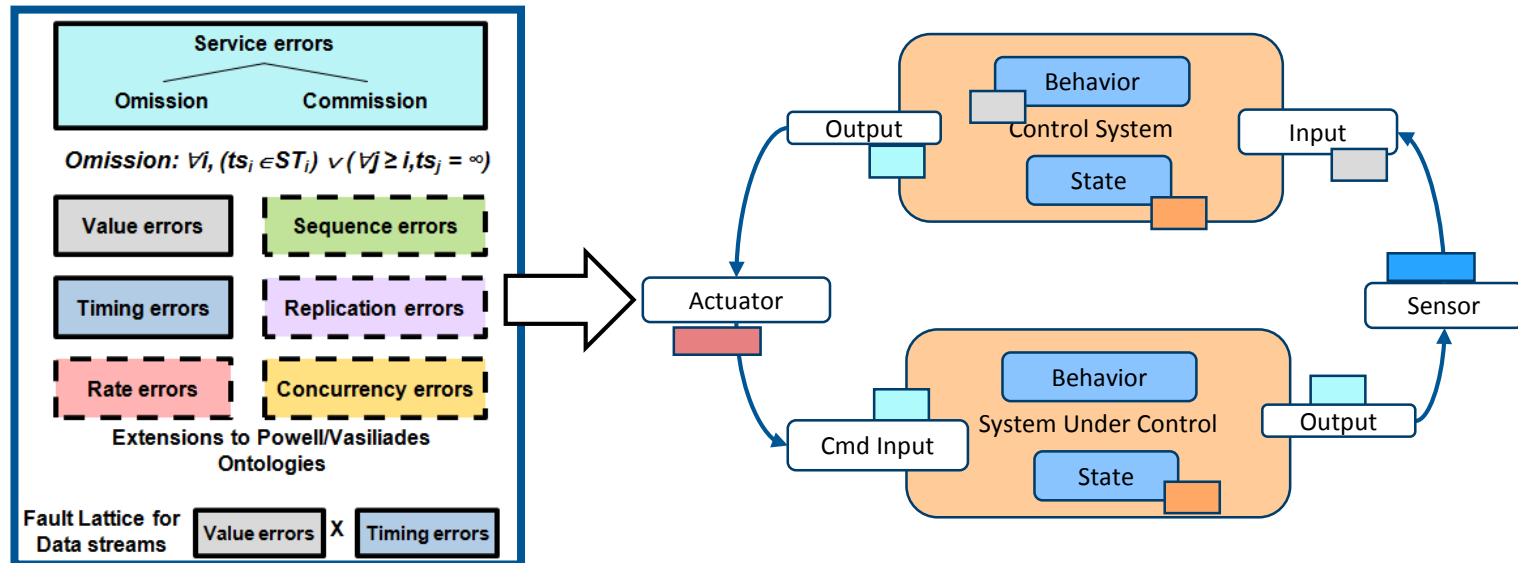 Service errors
Omission Commission
Omission: ∀i, (tsᵢ ∈STᵢ) ∨ (∀j ≥ i,tsⱼ = ∞)
Value errors
Sequence errors
Timing errors
Replication errors
Rate errors
Concurrency errors
Extensions to Powell/Vasiliades
Ontologies
Fault Lattice for
Data streams
Value errors X Timing errors
Behavior
Control System
State
Output
Input
Actuator
Sensor
Cmd Input
Behavior
System Under Control
State
Output